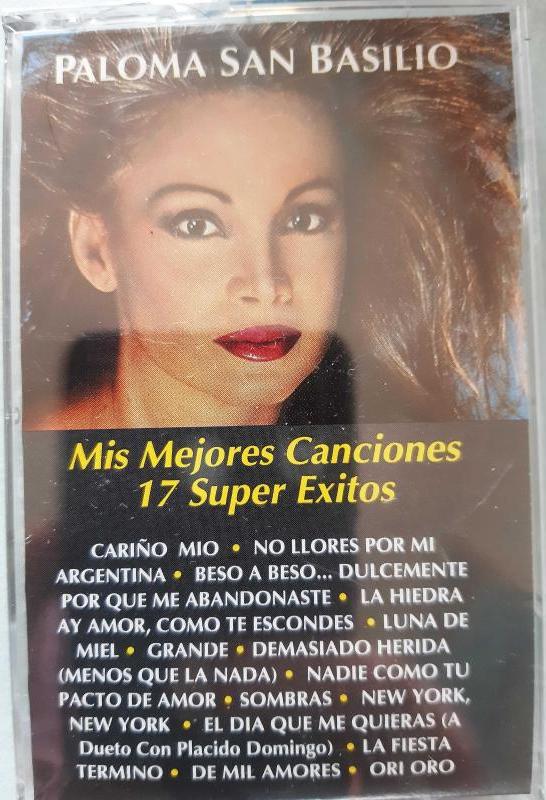 PALOMA SAN BASILIO
Mis Mejores Canciones
17 Super Exitos
CARIÑO MIO • NO LLORES POR MI
ARGENTINA • BESO A BESO... DULCEMENTE
POR QUE ME ABANDONASTE • LA HIEDRA
AY AMOR, COMO TE ESCONDES • LUNA DE
MIEL • GRANDE • DEMASIADO HERIDA
(MENOS QUE LA NADA) • NADIE COMO TU
PACTO DE AMOR • SOMBRAS • NEW YORK,
NEW YORK • EL DIA QUE ME QUIERAS (A
Dueto Con Placido Domingo) • LA FIESTA
TERMINO • DE MIL AMORES • ORI ORO